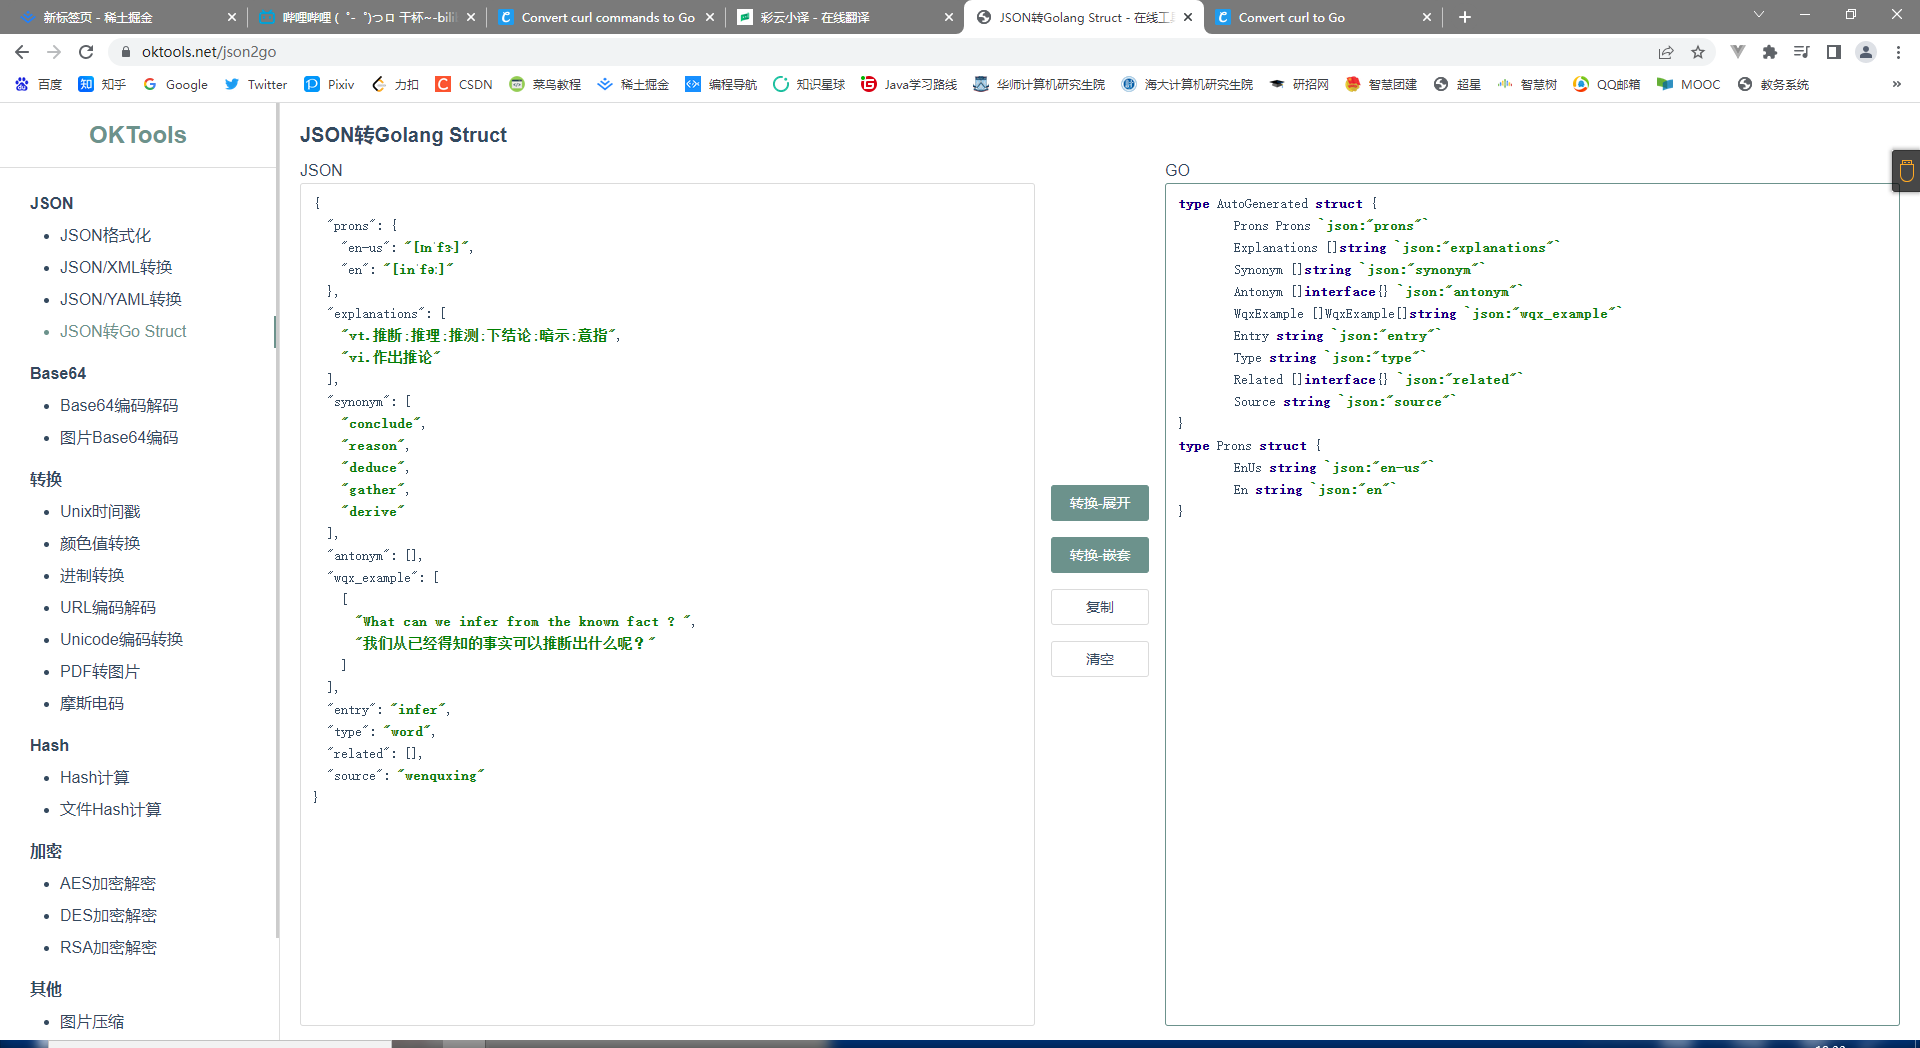 新标签页 - 稀土掘金
哔哩哔哩 (゜-゜)つロ 干杯~-bili
Convert curl commands to Go
彩云小译 - 在线翻译
JSON转Golang Struct - 在线工具
Convert curl to Go
oktools.net/json2go
百度
知乎
Google
Twitter
Pixiv
力扣
CSDN
菜鸟教程
稀土掘金
编程导航
知识星球
Java学习路线
华师计算机研究生院
海大计算机研究生院
研招网
智慧团建
超星
智慧树
QQ邮箱
MOOC
教务系统
»
OKTools
JSON
JSON格式化
JSON/XML转换
JSON/YAML转换
JSON转Go Struct
Base64
Base64编码解码
图片Base64编码
转换
Unix时间戳
颜色值转换
进制转换
URL编码解码
Unicode编码转换
PDF转图片
摩斯电码
Hash
Hash计算
文件Hash计算
加密
AES加密解密
DES加密解密
RSA加密解密
其他
图片压缩
JSON转Golang Struct
JSON
{
"prons": {
"en-us": "[ɪnˈfɝ]",
"en": "[inˈfə:]"
},
"explanations": [
"vt.推断;推理;推测;下结论;暗示;意指",
"vi.作出推论"
],
"synonym": [
"conclude",
"reason",
"deduce",
"gather",
"derive"
],
"antonym": [],
"wqx_example": [
[
"What can we infer from the known fact ? ",
"我们从已经得知的事实可以推断出什么呢？"
]
],
"entry": "infer",
"type": "word",
"related": [],
"source": "wenquxing"
}
转换-展开
转换-嵌套
复制
清空
GO
type AutoGenerated struct {
Prons Prons `json:"prons"`
Explanations []string `json:"explanations"`
Synonym []string `json:"synonym"`
Antonym []interface{} `json:"antonym"`
WqxExample []WqxExample[]string `json:"wqx_example"`
Entry string `json:"entry"`
Type string `json:"type"`
Related []interface{} `json:"related"`
Source string `json:"source"`
}
type Prons struct {
EnUs string `json:"en-us"`
En string `json:"en"`
}